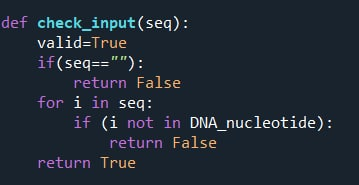 def check_input(seq):
    valid=True
    if(seq==""):
        return False
    for i in seq:
        if (i not in DNA_nucleotide):
            return False
    return True